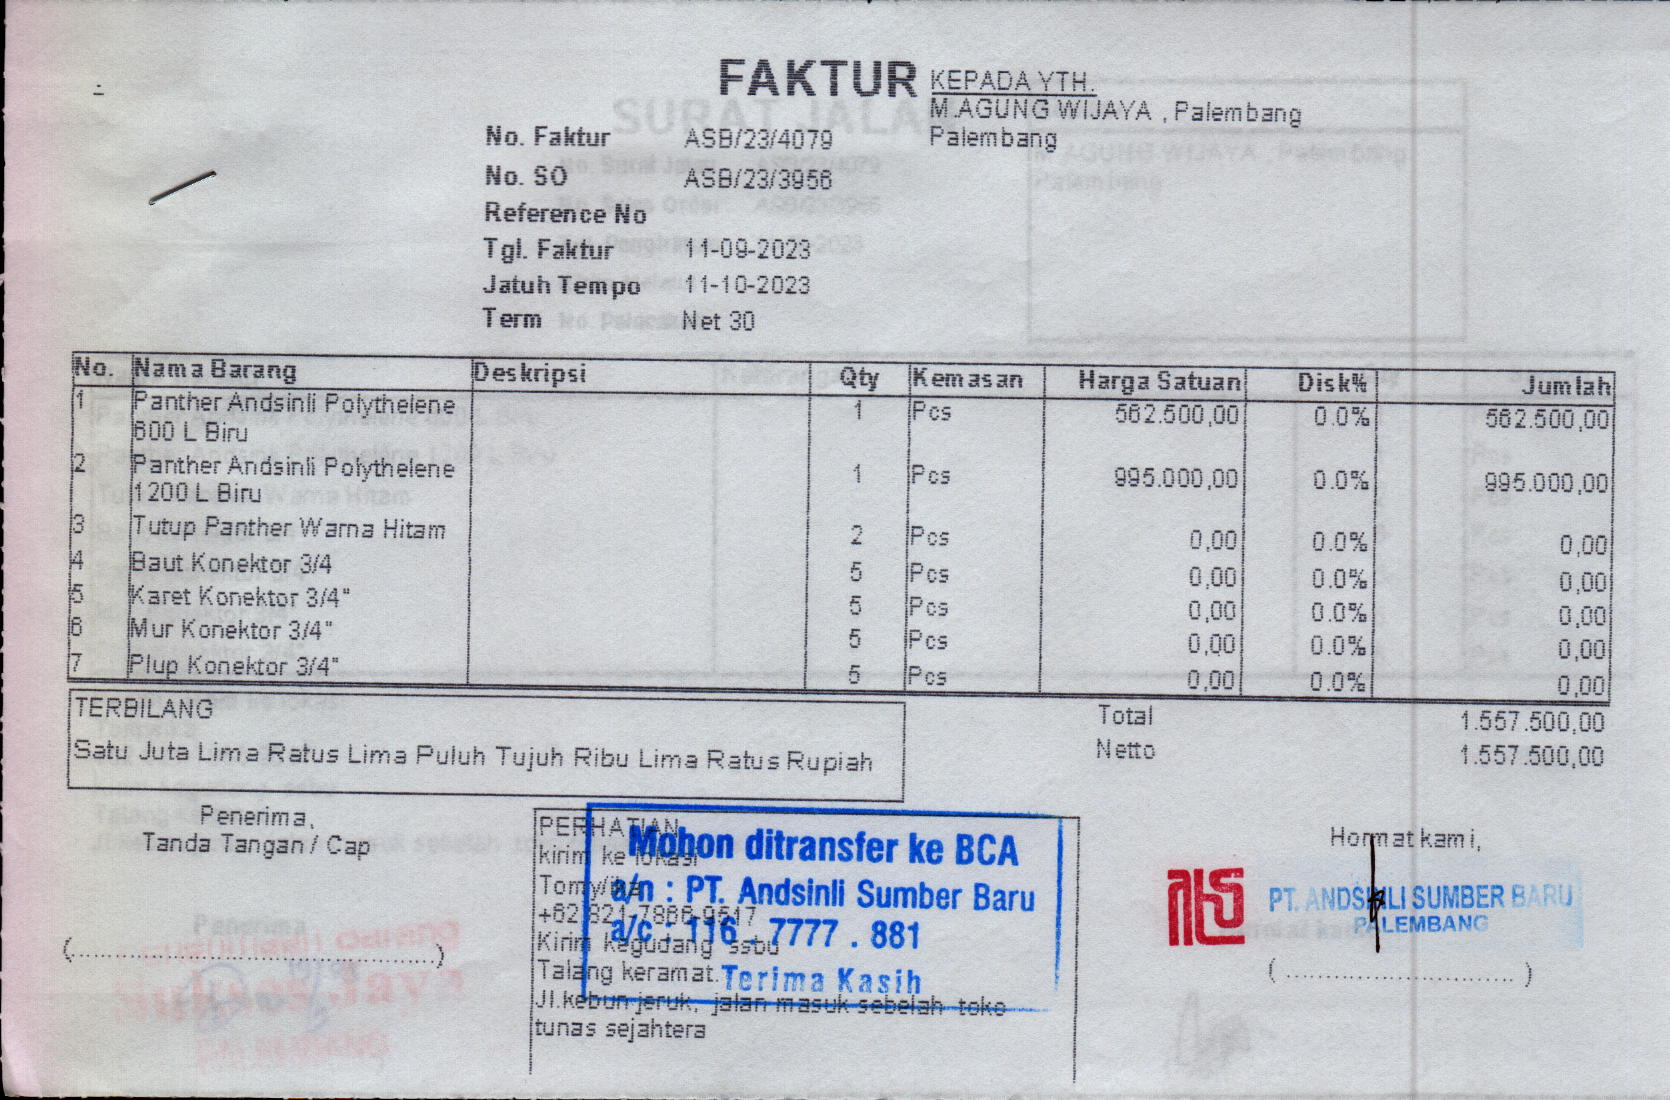 FAKTUR
KEPADA YTH.
M.AGUNG WIJAYA , Palembang
Palembang
No. Faktur ASB/23/4079
No. SO ASB/23/3956
Reference No
Tgl. Faktur 11-09-2023
Jatuh Tempo 11-10-2023
Term Net 30
No. Nama Barang Deskripsi Qty Kemasan Harga Satuan Disk% Jumlah
1 Panther Andsinli Polythelene 1 Pcs 562.500,00 0.0% 562.500,00
600 L Biru
2 Panther Andsinli Polythelene 1 Pcs 995.000,00 0.0% 995.000,00
1200 L Biru
3 Tutup Panther Warna Hitam 2 Pcs 0,00 0.0% 0,00
4 Baut Konektor 3/4 5 Pcs 0,00 0.0% 0,00
5 Karet Konektor 3/4" 5 Pcs 0,00 0.0% 0,00
6 Mur Konektor 3/4" 5 Pcs 0,00 0.0% 0,00
7 Plup Konektor 3/4" 5 Pcs 0,00 0.0% 0,00
TERBILANG
Satu Juta Lima Ratus Lima Puluh Tujuh Ribu Lima Ratus Rupiah
Total 1.557.500,00
Netto 1.557.500,00
Penerima,
Tanda Tangan / Cap
(..........................................)
PERHATIAN
kirim ke lokasi
Tomy/
+62 821-7866-9517
Kirim kegudang ssbu
Talang keramat.
Jl.kebun jeruk, jalan masuk sebelah toko
tunas sejahtera
Mohon ditransfer ke BCA
a/n : PT. Andsinli Sumber Baru
a/c : 116 . 7777 . 881
Terima Kasih
Hormat kami,
PT. ANDSINLI SUMBER BARU
PALEMBANG
(..........................)